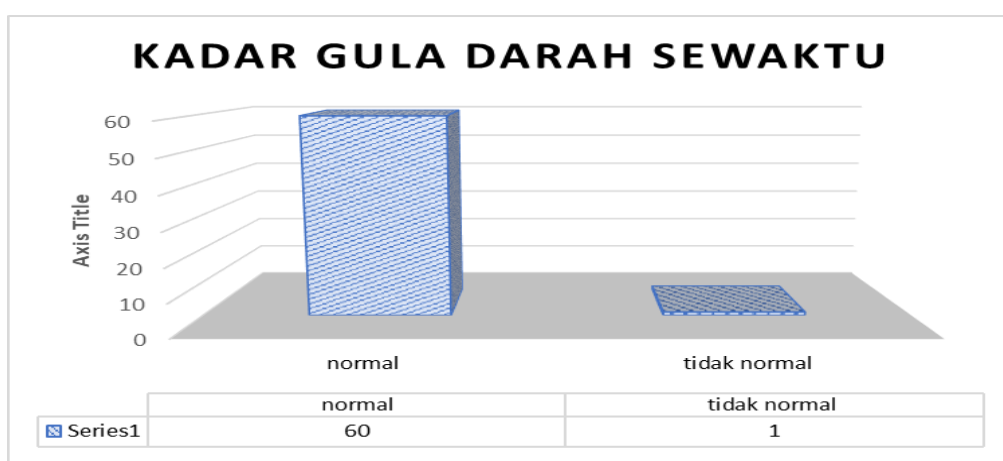 KADAR GULA DARAH SEWAKTU
Axis Title
60
50
40
30
20
10
0
normal tidak normal
normal tidak normal
Series1 60 1